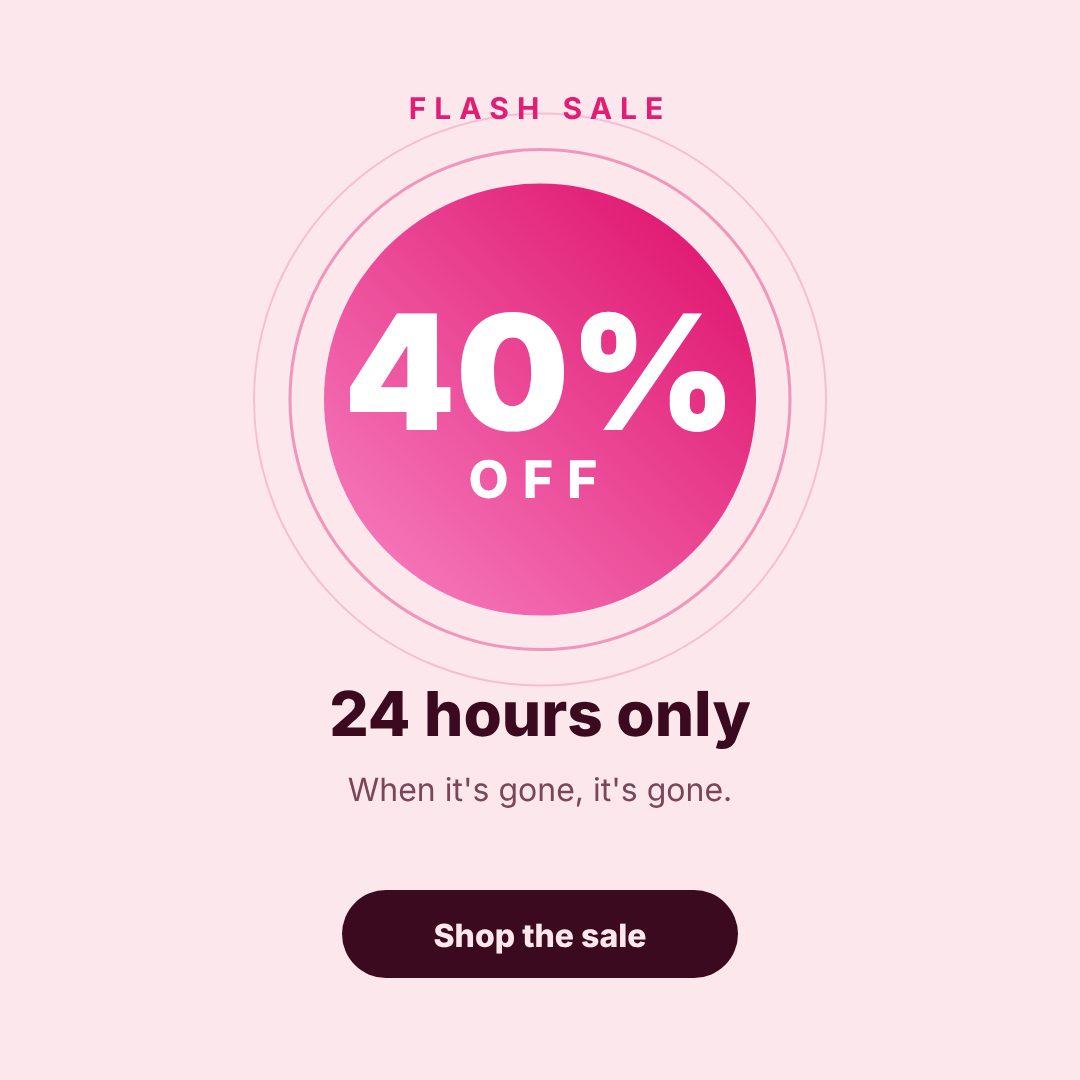 FLASH SALE
40%
OFF
24 hours only
When it's gone, it's gone.
Shop the sale